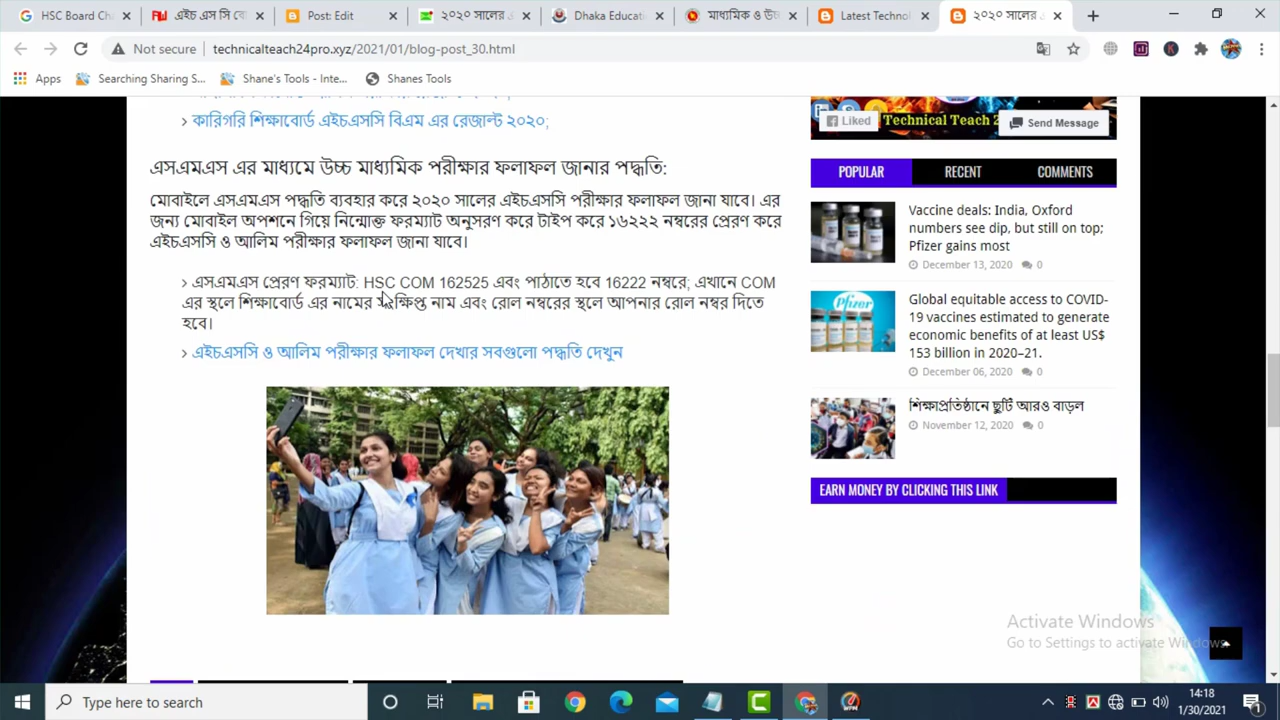 HSC Board Cha
এইচ এস সি বে
Post: Edit
২০২০ সালের এ
Dhaka Educati
মাধ্যমিক ও উচ্চ
Latest Technol
২০২০ সালের এ
Not secure
technicalteach24pro.xyz/2021/01/blog-post_30.html
Apps
Searching Sharing S...
Shane's Tools - Inte...
Shanes Tools
কারিগরি শিক্ষাবোর্ড এইচএসসি বিএম এর রেজাল্ট ২০২০;
এসএমএস এর মাধ্যমে উচ্চ মাধ্যমিক পরীক্ষার ফলাফল জানার পদ্ধতি:
মোবাইলে এসএমএস পদ্ধতি ব্যবহার করে ২০২০ সালের এইচএসসি পরীক্ষার ফলাফল জানা যাবে। এর
জন্য মোবাইল অপশনে গিয়ে নিন্মোক্ত ফরম্যাট অনুসরণ করে টাইপ করে ১৬২২২ নম্বরের প্রেরণ করে
এইচএসসি ও আলিম পরীক্ষার ফলাফল জানা যাবে।
এসএমএস প্রেরণ ফরম্যাট: HSC COM 162525 এবং পাঠাতে হবে 16222 নম্বরে; এখানে COM
এর স্থলে শিক্ষাবোর্ড এর নামের সংক্ষিপ্ত নাম এবং রোল নম্বরের স্থলে আপনার রোল নম্বর দিতে
হবে।
এইচএসসি ও আলিম পরীক্ষার ফলাফল দেখার সবগুলো পদ্ধতি দেখুন
Liked
Technical Teach 2
Send Message
POPULAR
RECENT
COMMENTS
Vaccine deals: India, Oxford
numbers see dip, but still on top;
Pfizer gains most
December 13, 2020
0
Pfizer
Global equitable access to COVID-
19 vaccines estimated to generate
economic benefits of at least US$
153 billion in 2020–21.
December 06, 2020
0
শিক্ষাপ্রতিষ্ঠানে ছুটি আরও বাড়ল
November 12, 2020
0
EARN MONEY BY CLICKING THIS LINK
Activate Windows
Go to Settings to activate Windows.
Type here to search
14:18
1/30/2021
1